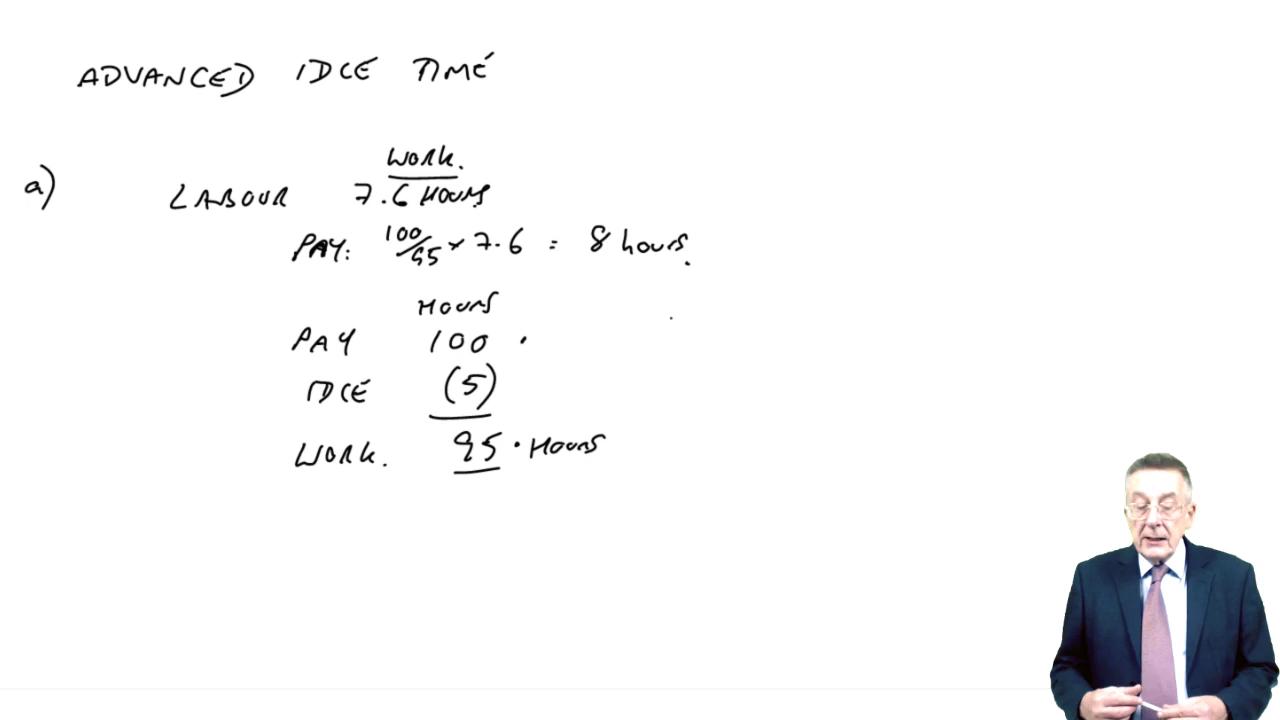 ADVANCED IDLE TIME
a)
WORK.
LABOUR 7.6 HOURS
PAY: 100/95 × 7.6 = 8 hours.
HOURS
PAY 100
IDLE (5)
WORK. 95 HOURS